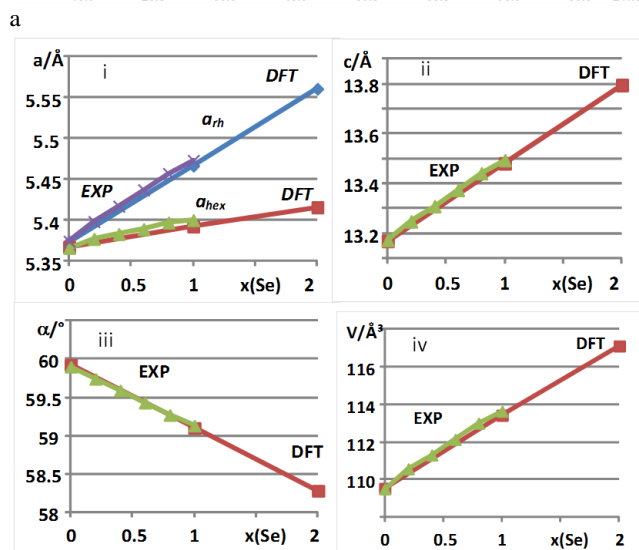 a
a/Å
i
DFT
5.55
a_rh
5.5
5.45
EXP
DFT
a_hex
5.4
5.35
0 0.5 1 x(Se) 2
c/Å
ii
13.8
DFT
13.6
EXP
13.4
13.2
0 0.5 1 x(Se) 2
α/°
iii
60
EXP
59.5
59
DFT
58.5
58
0 0.5 1 x(Se) 2
V/Å³
iv
DFT
116
114
EXP
112
110
0 0.5 1 x(Se) 2